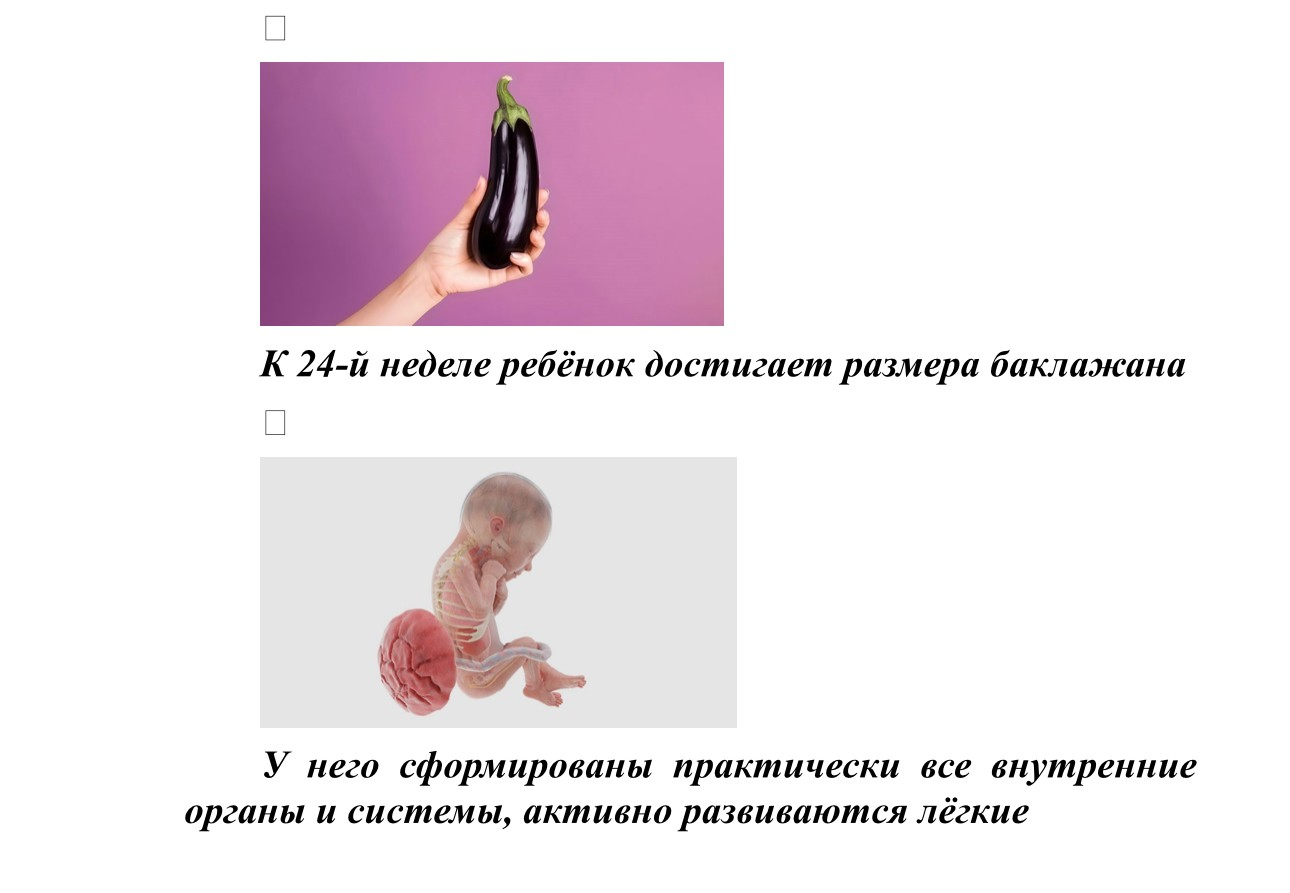 К 24-й неделе ребёнок достигает размера баклажана
У него сформированы практически все внутренние
органы и системы, активно развиваются лёгкие